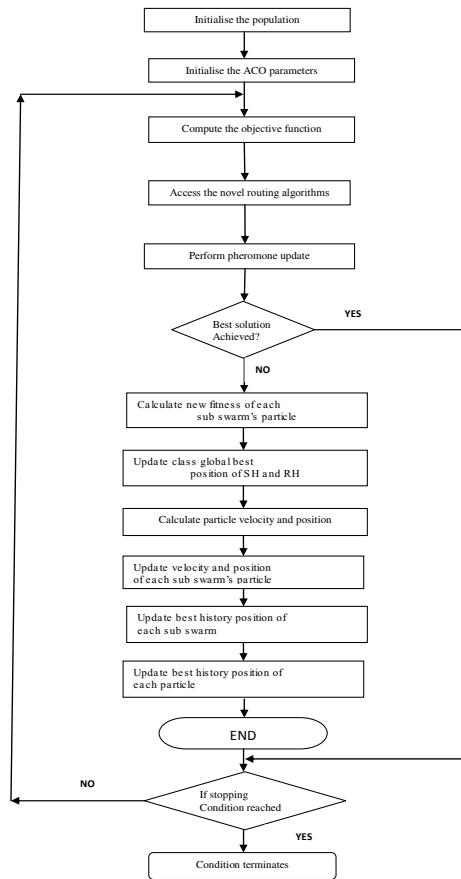 Initialise the population
Initialise the ACO parameters
Compute the objective function
Access the novel routing algorithms
Perform pheromone update
Best solution
Achieved?
YES
NO
Calculate new fitness of each
sub swarm's particle
Update class global best
position of SH and RH
Calculate particle velocity and position
Update velocity and position
of each sub swarm's particle
Update best history position of
each sub swarm
Update best history position of
each particle
END
If stopping
Condition reached
NO
YES
Condition terminates